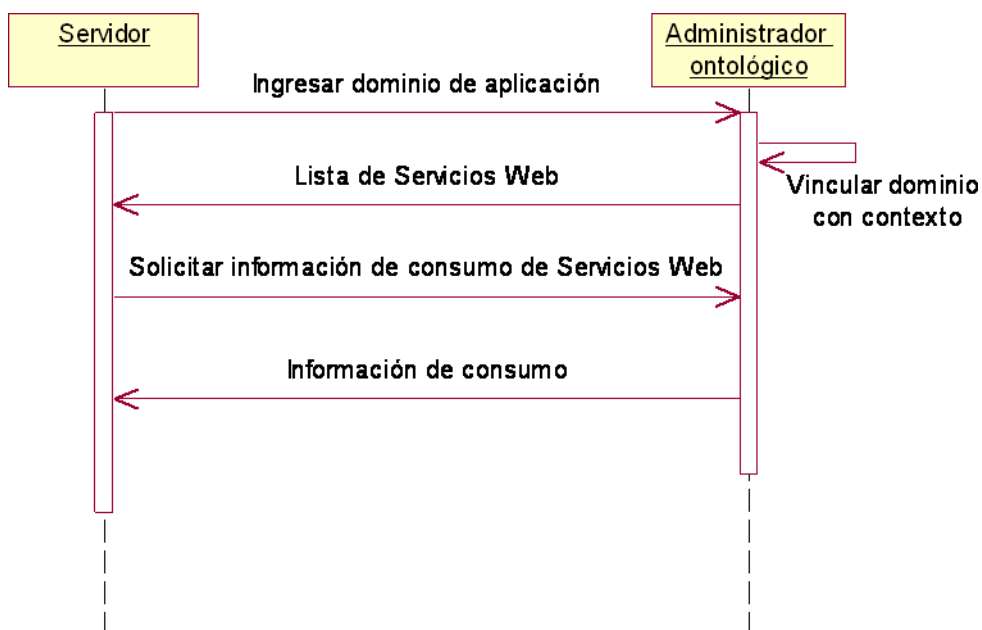 Servidor
Administrador
ontológico
Ingresar dominio de aplicación
Lista de Servicios Web
Vincular dominio
con contexto
Solicitar información de consumo de Servicios Web
Información de consumo